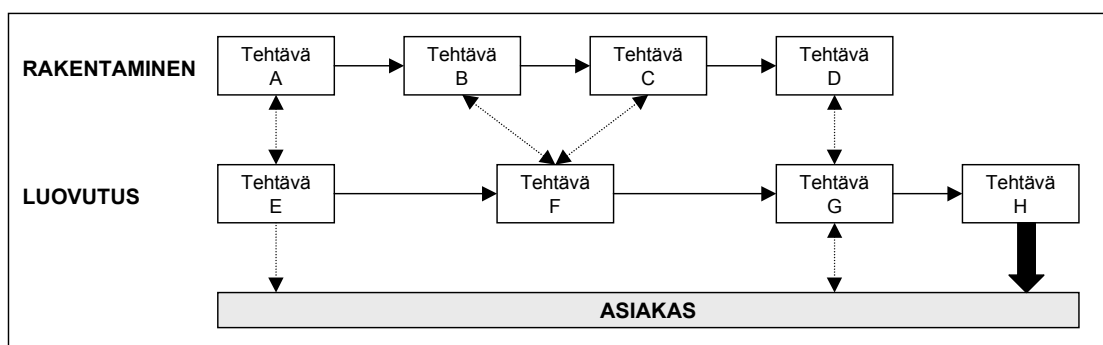 RAKENTAMINEN
Tehtävä
A
Tehtävä
B
Tehtävä
C
Tehtävä
D
LUOVUTUS
Tehtävä
E
Tehtävä
F
Tehtävä
G
Tehtävä
H
ASIAKAS